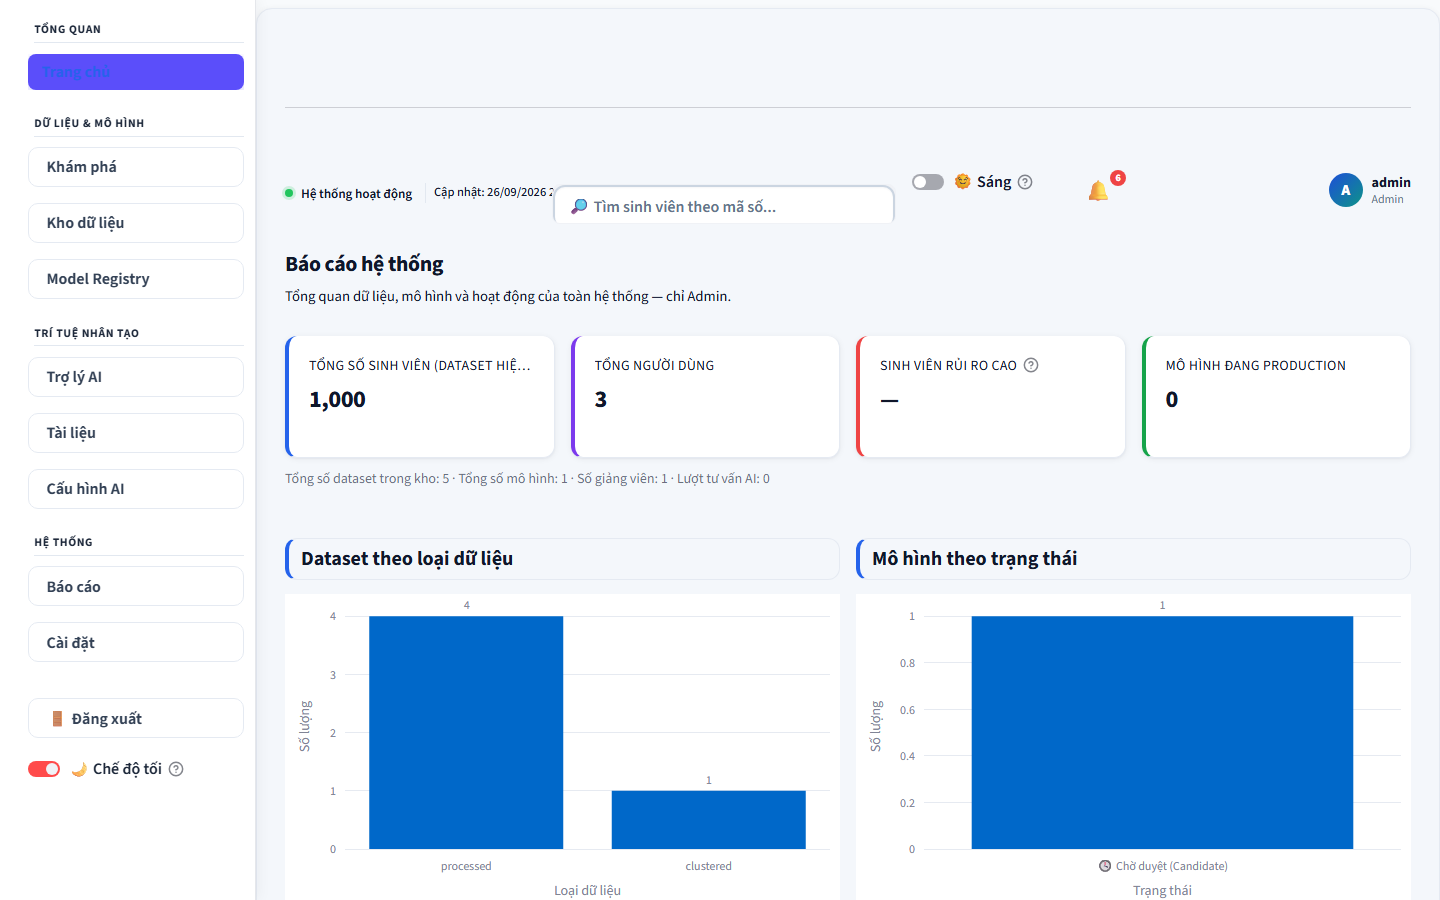 TỔNG QUAN
Trang chủ
DỮ LIỆU & MÔ HÌNH
Khám phá
Kho dữ liệu
Model Registry
TRÍ TUỆ NHÂN TẠO
Trợ lý AI
Tài liệu
Cấu hình AI
HỆ THỐNG
Báo cáo
Cài đặt
Đăng xuất
Chế độ tối
Hệ thống hoạt động
Cập nhật: 26/09/2026 2
Tìm sinh viên theo mã số...
Sáng
6
A
admin
Admin
Báo cáo hệ thống
Tổng quan dữ liệu, mô hình và hoạt động của toàn hệ thống — chỉ Admin.
TỔNG SỐ SINH VIÊN (DATASET HIỆ...
1,000
TỔNG NGƯỜI DÙNG
3
SINH VIÊN RỦI RO CAO
—
MÔ HÌNH ĐANG PRODUCTION
0
Tổng số dataset trong kho: 5 · Tổng số mô hình: 1 · Số giảng viên: 1 · Lượt tư vấn AI: 0
Dataset theo loại dữ liệu
4
4
3
2
1
0
1
Số lượng
processed
clustered
Loại dữ liệu
Mô hình theo trạng thái
1
1
0.8
0.6
0.4
0.2
0
Số lượng
Chờ duyệt (Candidate)
Trạng thái